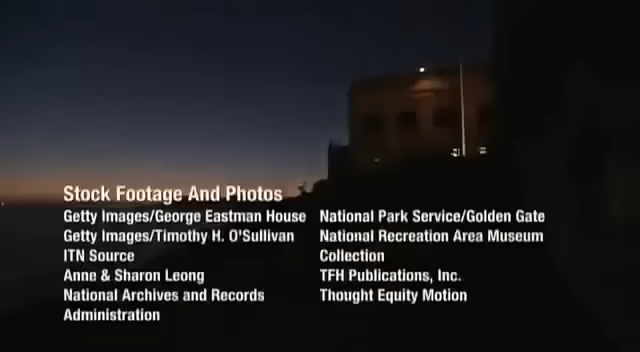 Stock Footage And Photos
Getty Images/George Eastman House
Getty Images/Timothy H. O'Sullivan
ITN Source
Anne & Sharon Leong
National Archives and Records
Administration
National Park Service/Golden Gate
National Recreation Area Museum
Collection
TFH Publications, Inc.
Thought Equity Motion